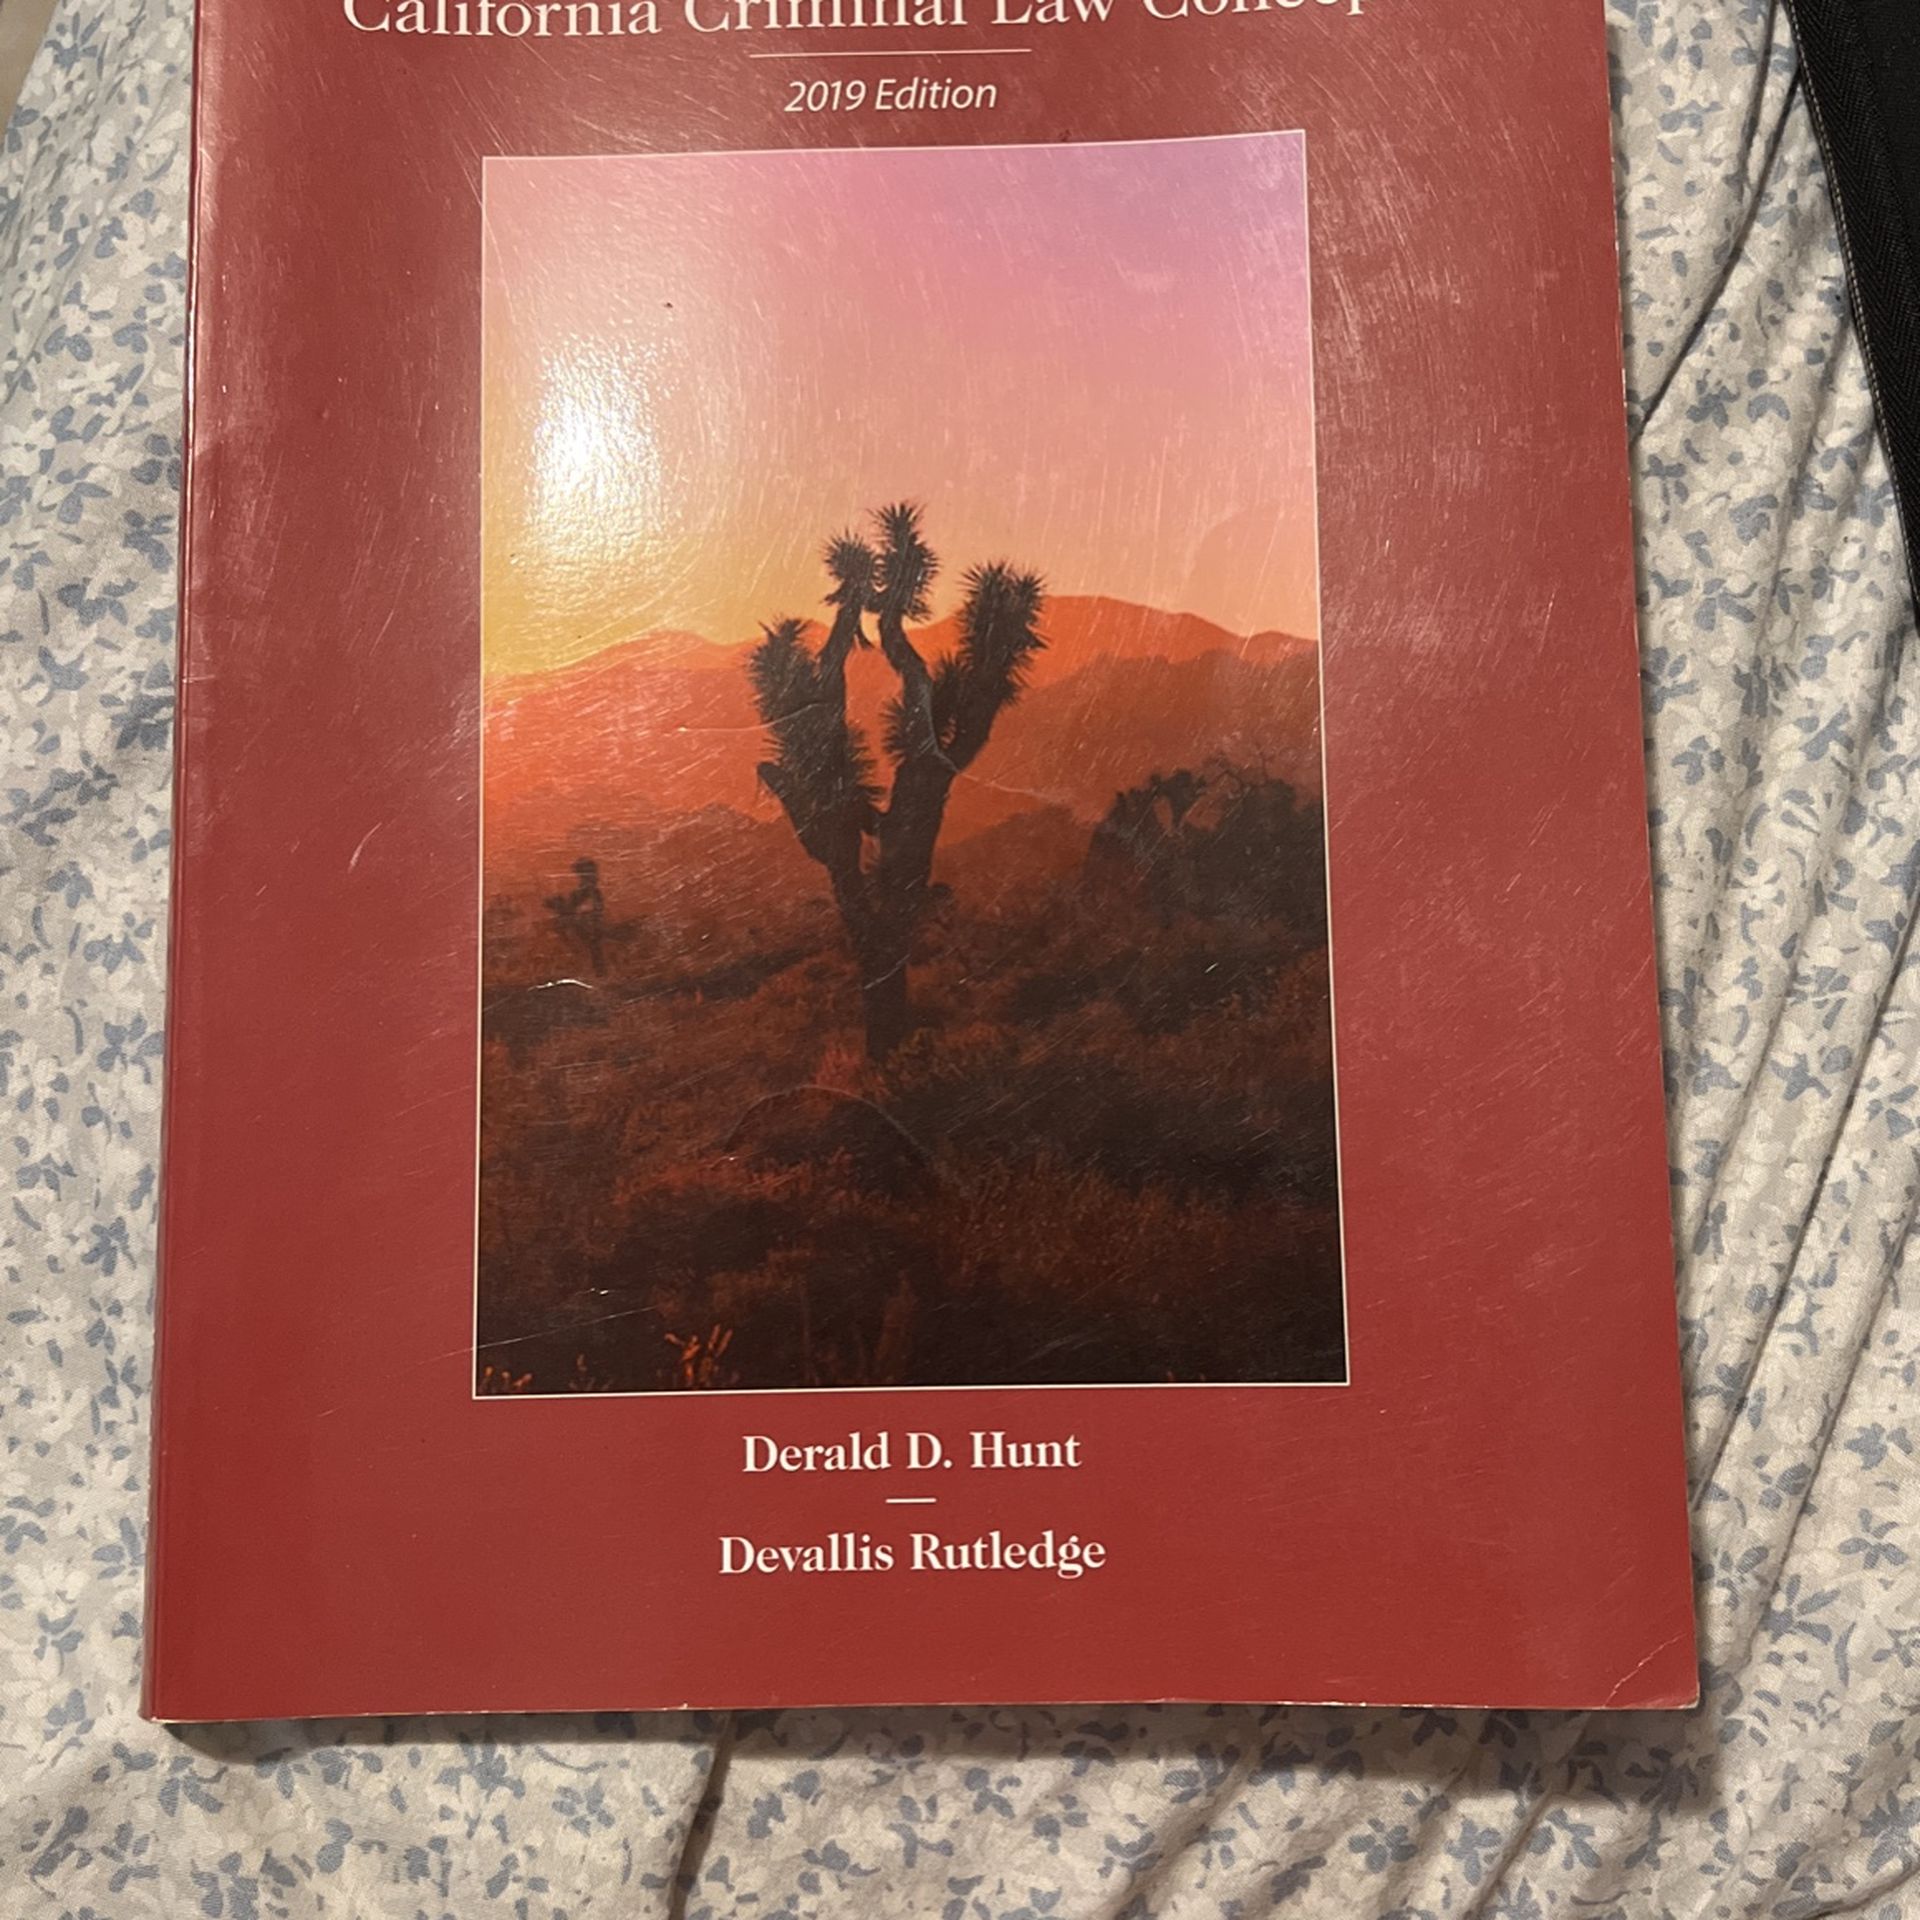 California Criminal Law
2019 Edition
Derald D. Hunt
Devallis Rutledge